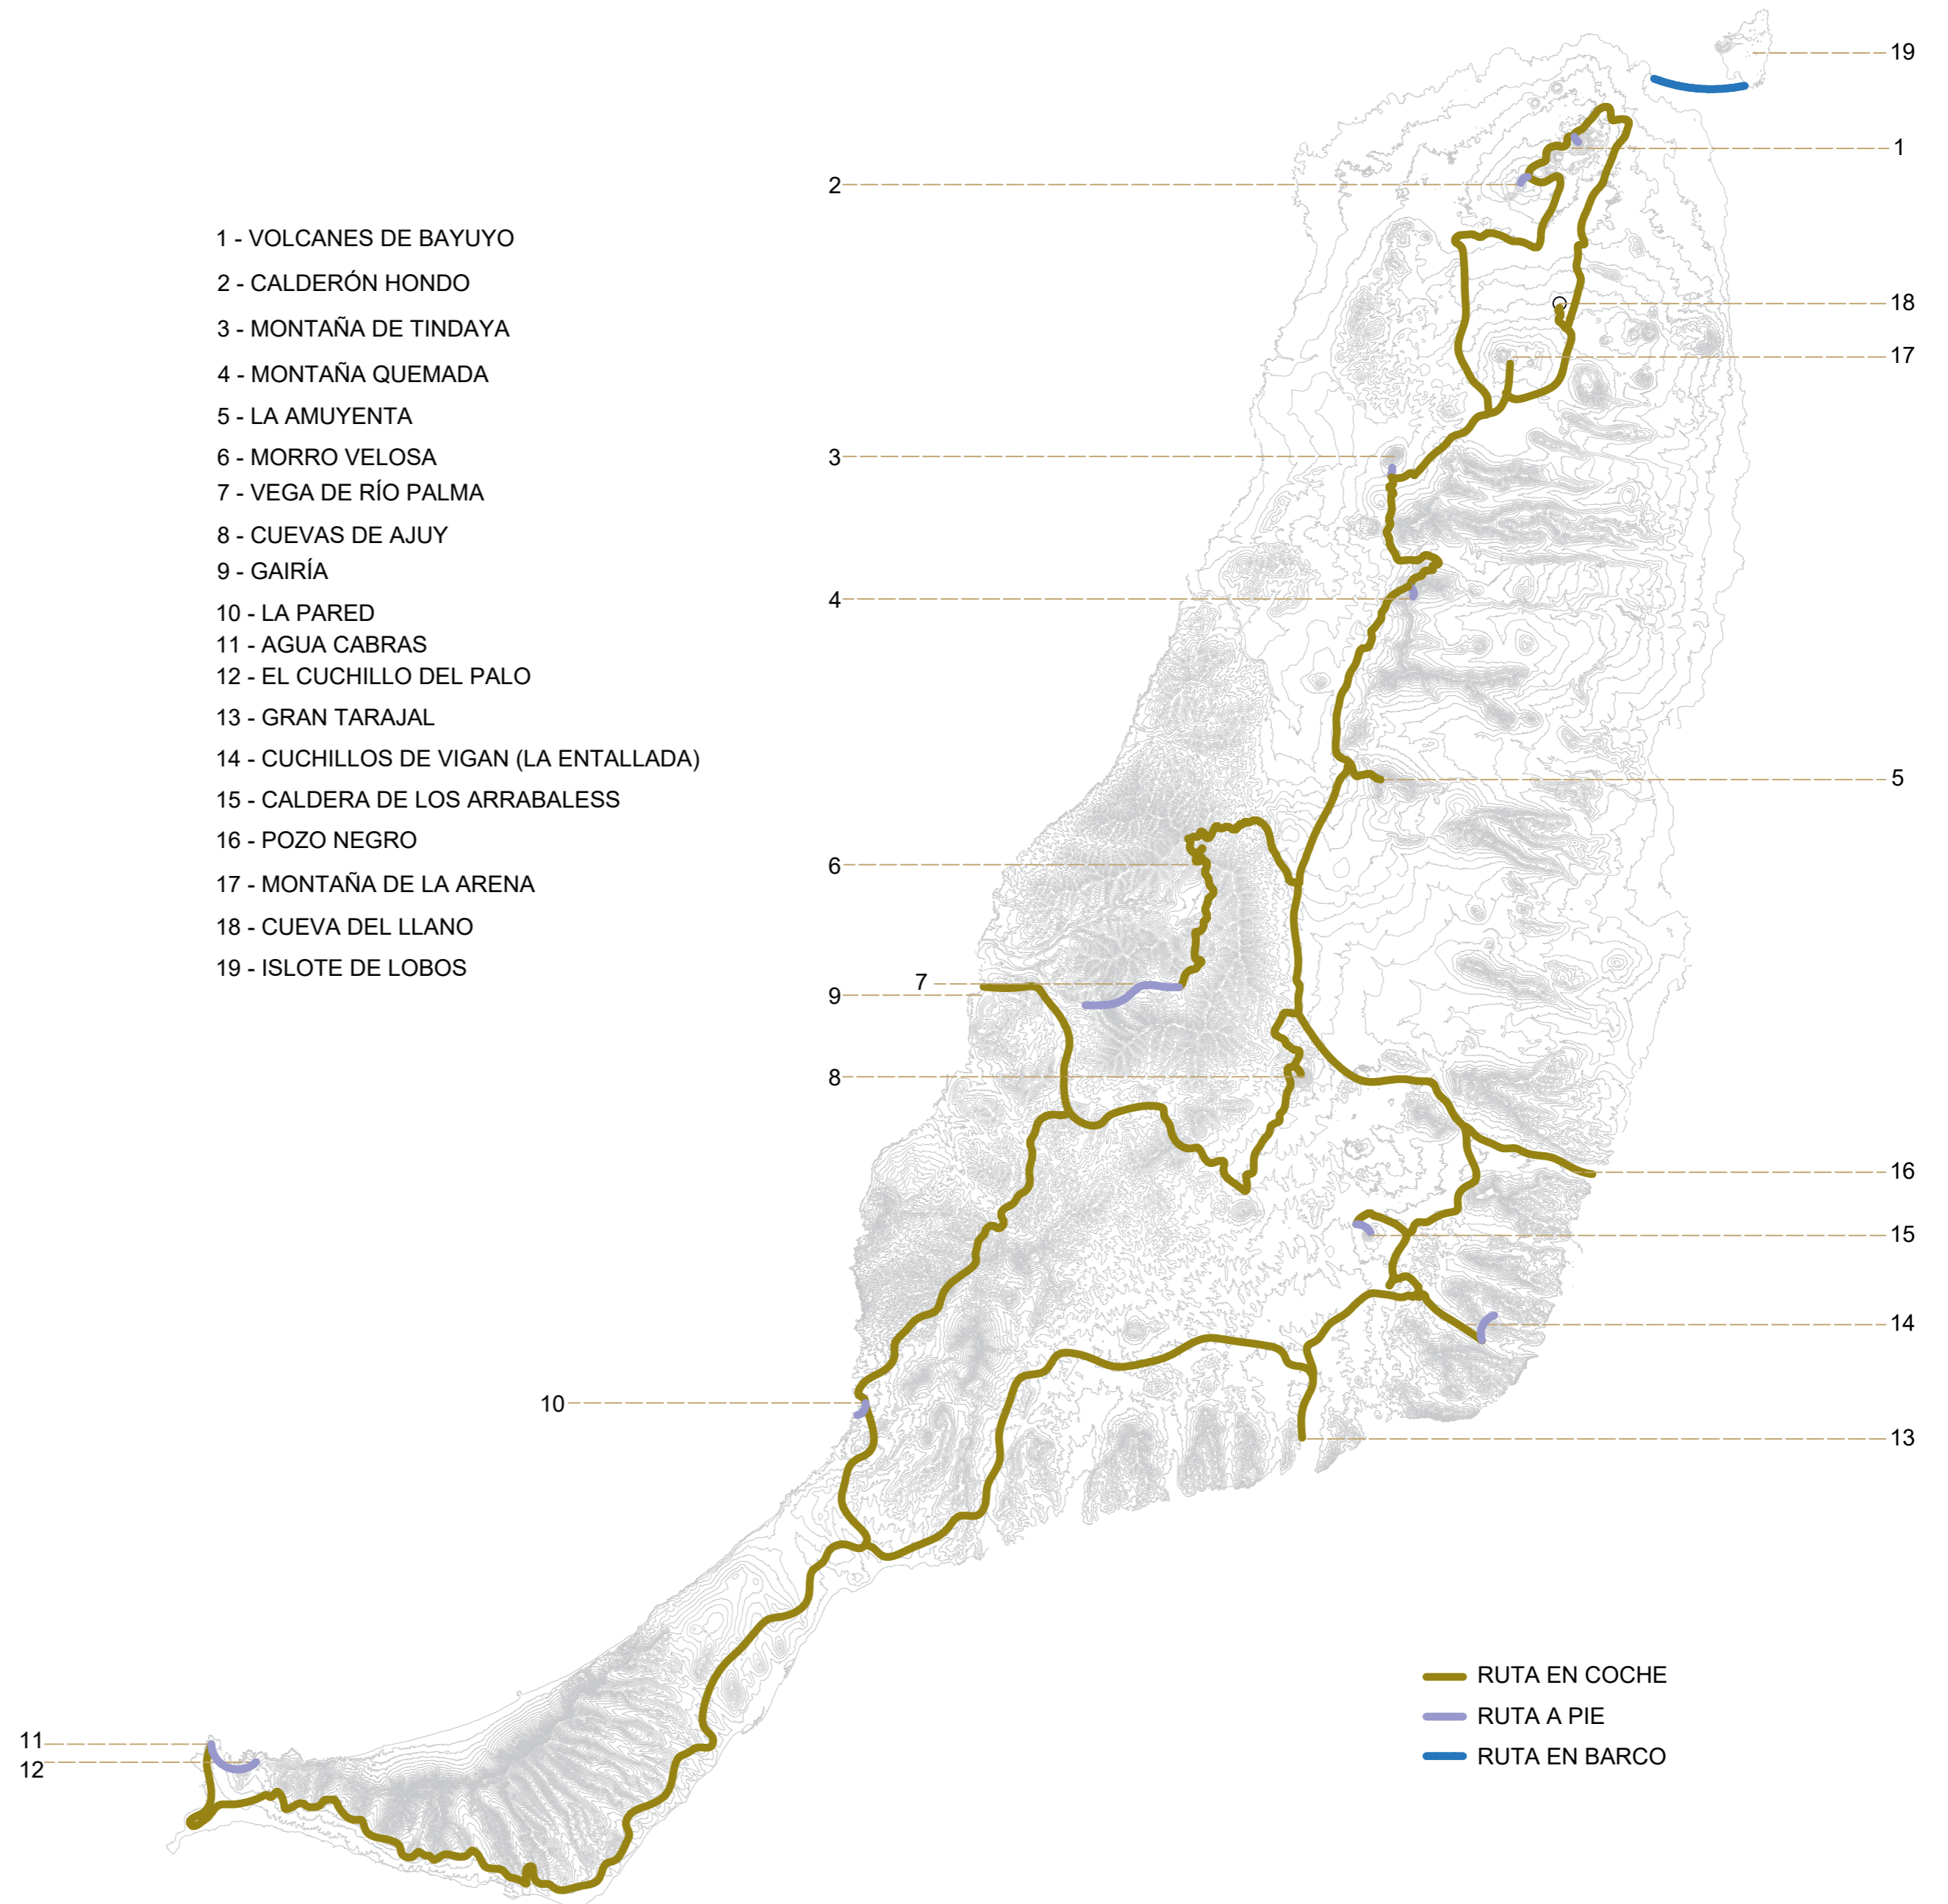 19
1
2
1 - VOLCANES DE BAYUYO
2 - CALDERÓN HONDO
18
3 - MONTAÑA DE TINDAYA
17
4 - MONTAÑA QUEMADA
5 - LA AMUYENTA
3
6 - MORRO VELOSA
7 - VEGA DE RÍO PALMA
8 - CUEVAS DE AJUY
9 - GAIRÍA
4
10 - LA PARED
11 - AGUA CABRAS
12 - EL CUCHILLO DEL PALO
13 - GRAN TARAJAL
14 - CUCHILLOS DE VIGAN (LA ENTALLADA)
5
15 - CALDERA DE LOS ARRABALESS
16 - POZO NEGRO
6
17 - MONTAÑA DE LA ARENA
18 - CUEVA DEL LLANO
19 - ISLOTE DE LOBOS
7
9
8
16
15
14
10
13
RUTA EN COCHE
RUTA A PIE
11
RUTA EN BARCO
12